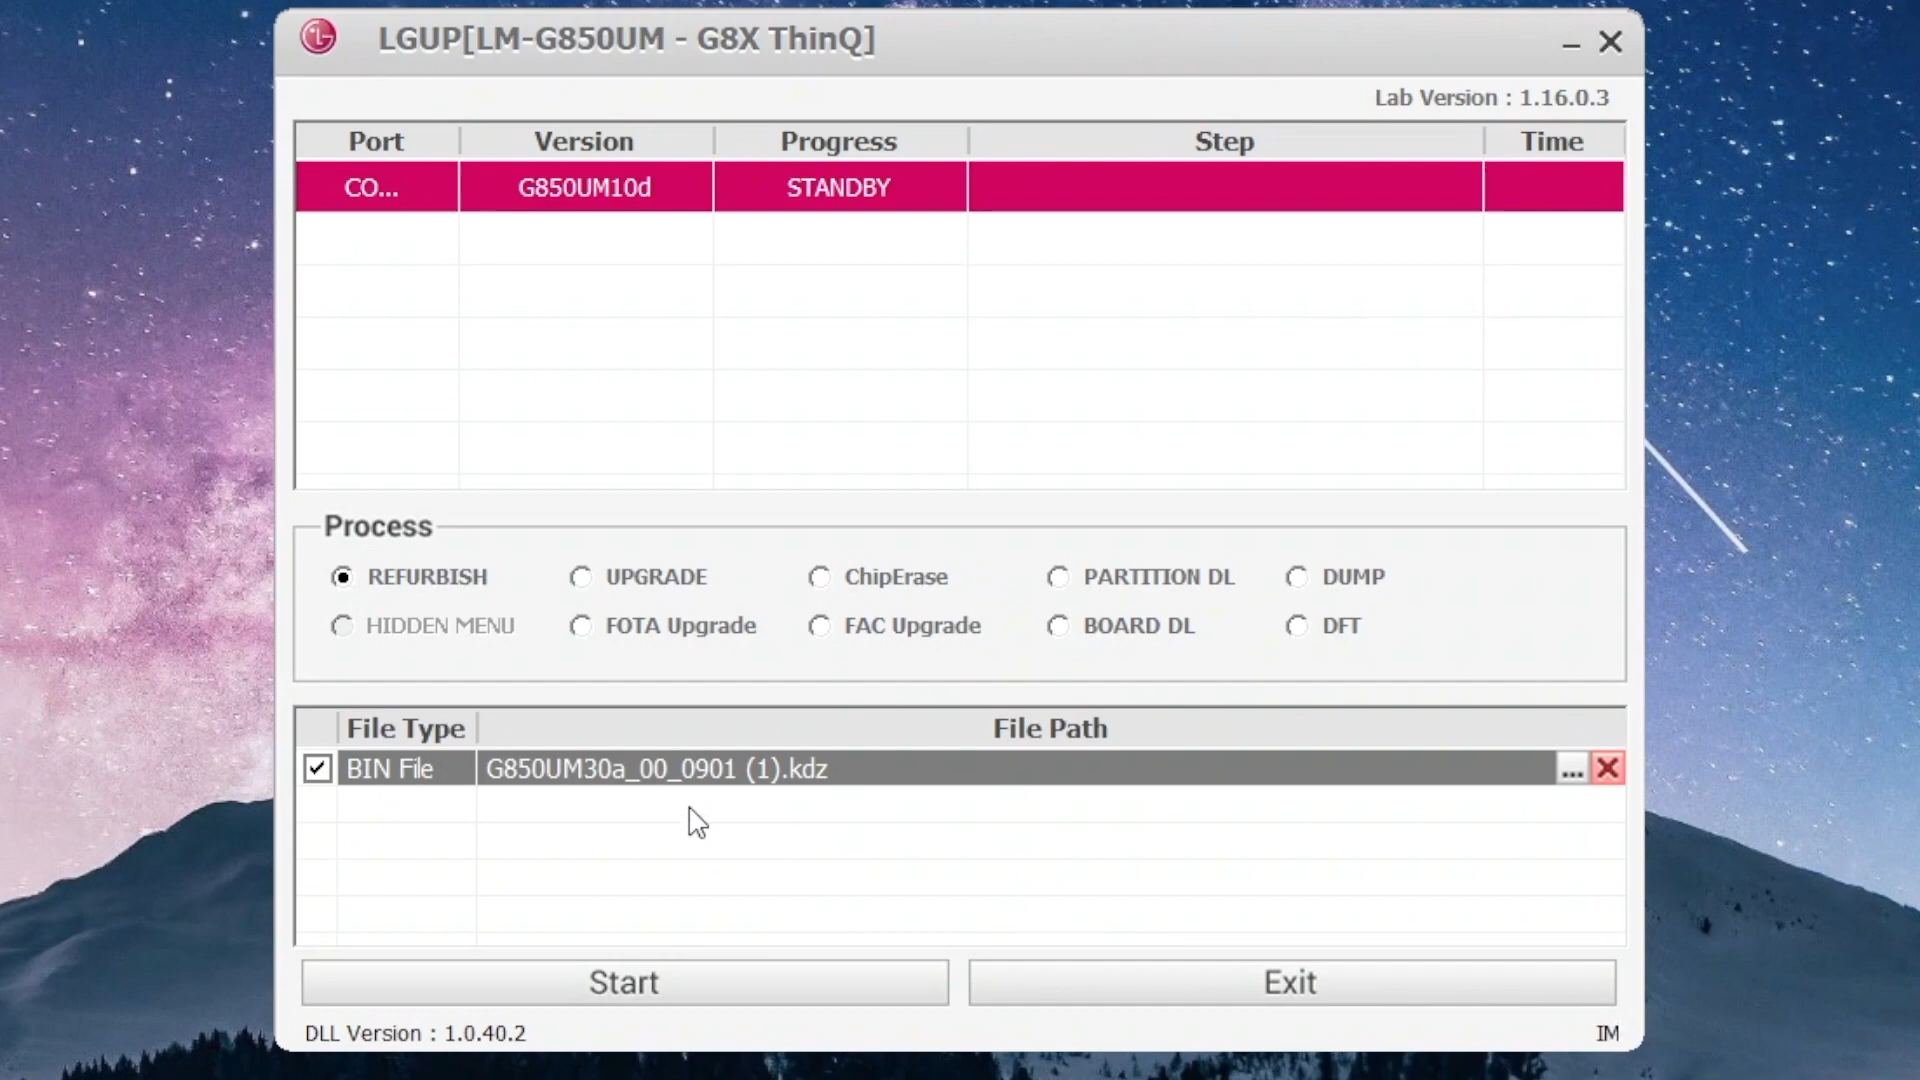 LGUP[LM-G850UM - G8X ThinQ]
Lab Version : 1.16.0.3
Port Version Progress Step Time
CO... G850UM10d STANDBY
Process
REFURBISH UPGRADE ChipErase PARTITION DL DUMP
HIDDEN MENU FOTA Upgrade FAC Upgrade BOARD DL DFT
File Type File Path
BIN File G850UM30a_00_0901 (1).kdz ...
Start Exit
DLL Version : 1.0.40.2 IM